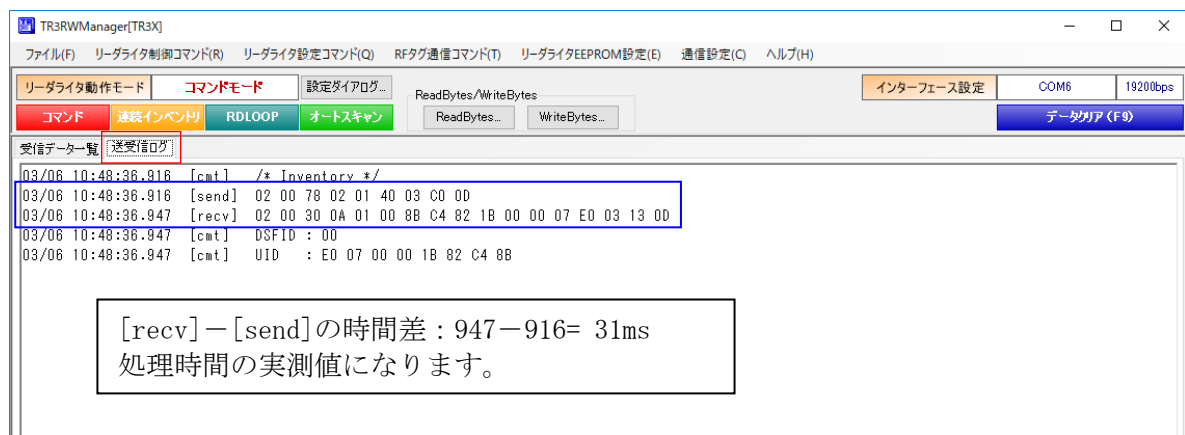 TR3RWManager[TR3X]
ファイル(F) リーダライタ制御コマンド(R) リーダライタ設定コマンド(Q) RFタグ通信コマンド(T) リーダライタEEPROM設定(E) 通信設定(C) ヘルプ(H)
リーダライタ動作モード コマンドモード 設定ダイアログ... ReadBytes/WriteBytes インターフェース設定 COM6 19200bps
コマンド 連続インベントリ RDLOOP オートスキャン ReadBytes... WriteBytes... データクリア(F9)
受信データ一覧 送受信ログ
03/06 10:48:36.916 [cmt] /* Inventory */
03/06 10:48:36.916 [send] 02 00 78 02 01 40 03 C0 0D
03/06 10:48:36.947 [recv] 02 00 30 0A 01 00 8B C4 82 1B 00 00 07 E0 03 13 0D
03/06 10:48:36.947 [cmt] DSFID : 00
03/06 10:48:36.947 [cmt] UID : E0 07 00 00 1B 82 C4 8B
[recv]－[send]の時間差：947－916= 31ms
処理時間の実測値になります。